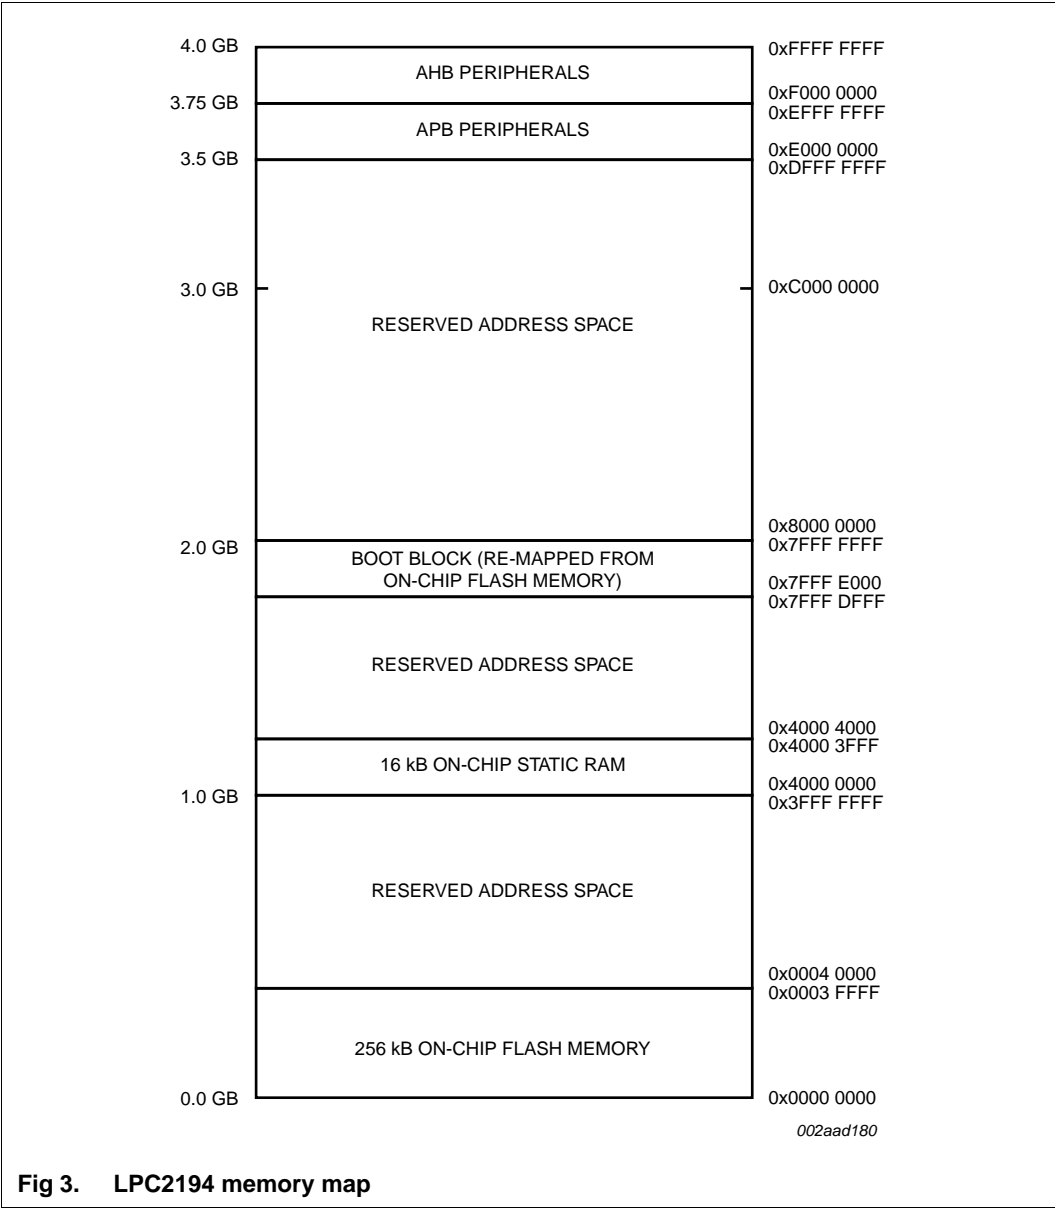 4.0 GB
0xFFFF FFFF
AHB PERIPHERALS
0xF000 0000
3.75 GB
0xEFFF FFFF
APB PERIPHERALS
0xE000 0000
3.5 GB
0xDFFF FFFF
3.0 GB
0xC000 0000
RESERVED ADDRESS SPACE
0x8000 0000
2.0 GB
0x7FFF FFFF
BOOT BLOCK (RE-MAPPED FROM
ON-CHIP FLASH MEMORY)
0x7FFF E000
0x7FFF DFFF
RESERVED ADDRESS SPACE
0x4000 4000
0x4000 3FFF
16 kB ON-CHIP STATIC RAM
0x4000 0000
1.0 GB
0x3FFF FFFF
RESERVED ADDRESS SPACE
0x0004 0000
0x0003 FFFF
256 kB ON-CHIP FLASH MEMORY
0.0 GB
0x0000 0000
002aad180
Fig 3. LPC2194 memory map